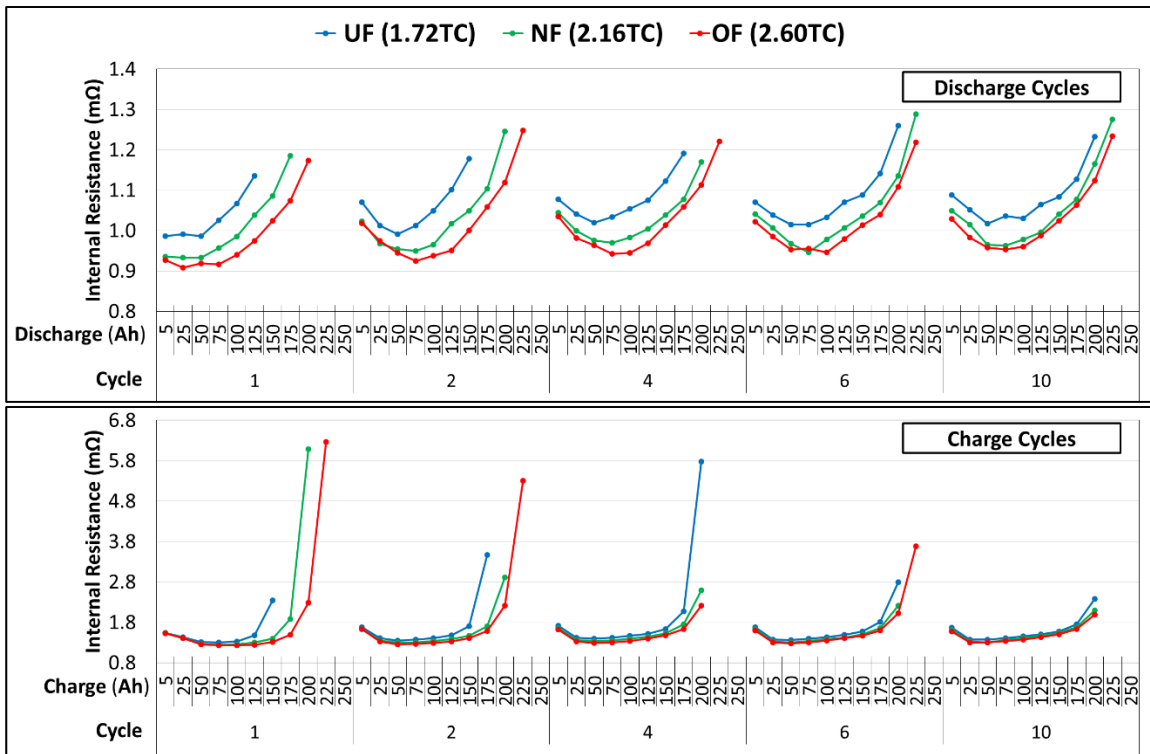 UF (1.72TC) NF (2.16TC) OF (2.60TC)
Discharge Cycles
Internal Resistance (mΩ)
1.4
1.3
1.2
1.1
1.0
0.9
0.8
Discharge (Ah) 5 25 50 75 100 125 150 175 200 225 250 5 25 50 75 100 125 150 175 200 225 250 5 25 50 75 100 125 150 175 200 225 250 5 25 50 75 100 125 150 175 200 225 250 5 25 50 75 100 125 150 175 200 225 250
Cycle 1 2 4 6 10
Charge Cycles
Internal Resistance (mΩ)
6.8
5.8
4.8
3.8
2.8
1.8
0.8
Charge (Ah) 5 25 50 75 100 125 150 175 200 225 250 5 25 50 75 100 125 150 175 200 225 250 5 25 50 75 100 125 150 175 200 225 250 5 25 50 75 100 125 150 175 200 225 250 5 25 50 75 100 125 150 175 200 225 250
Cycle 1 2 4 6 10